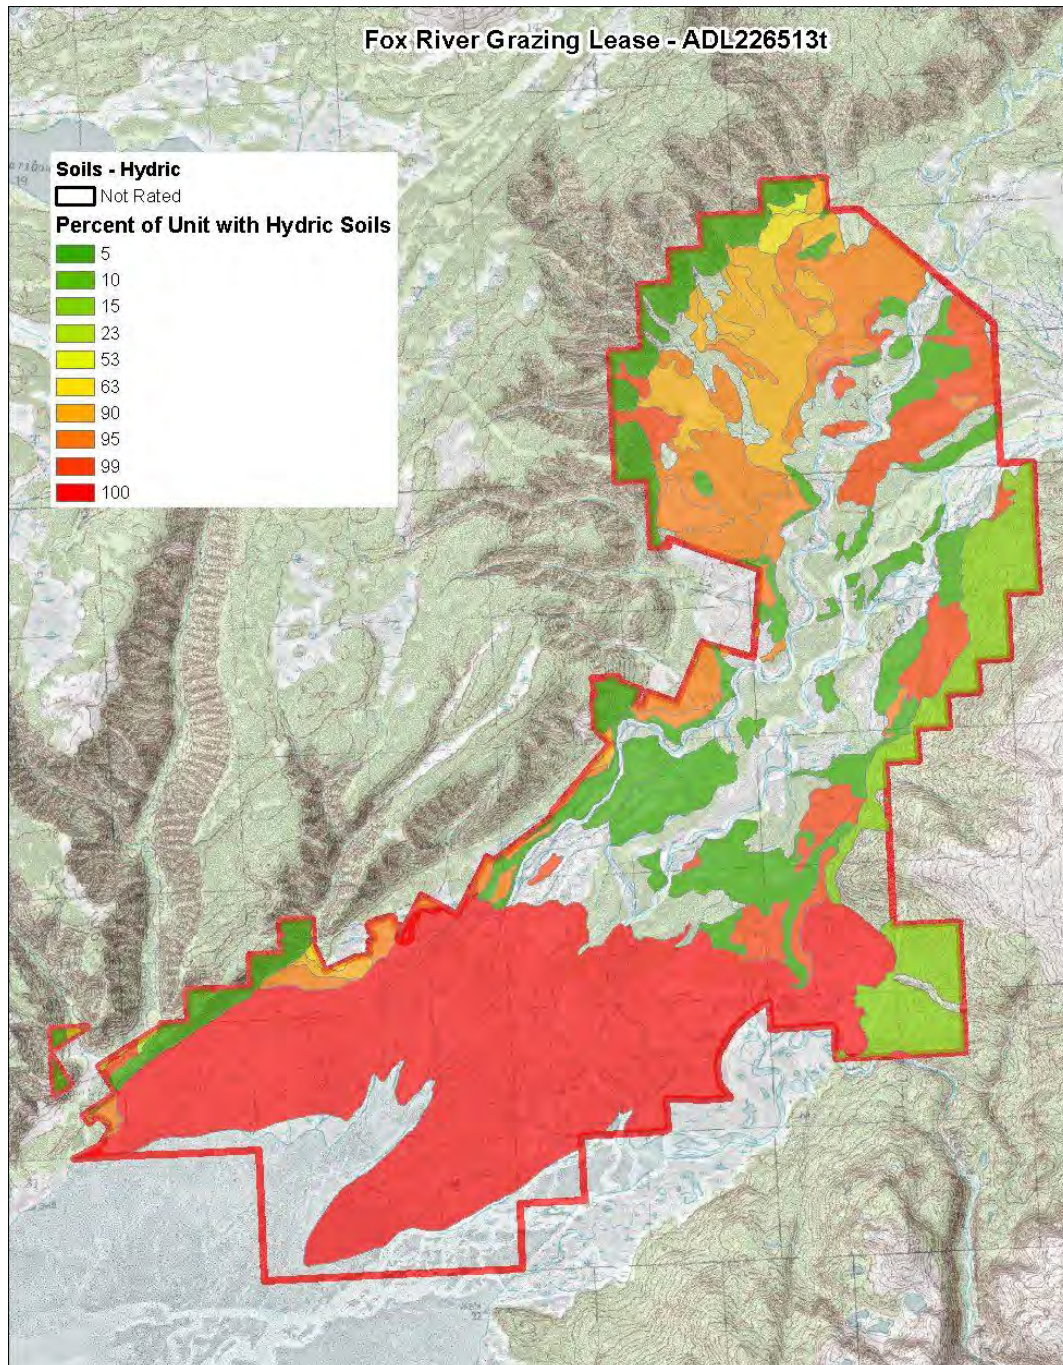 Fox River Grazing Lease - ADL226513t
Soils - Hydric
Not Rated
Percent of Unit with Hydric Soils
5
10
15
23
53
63
90
95
99
100